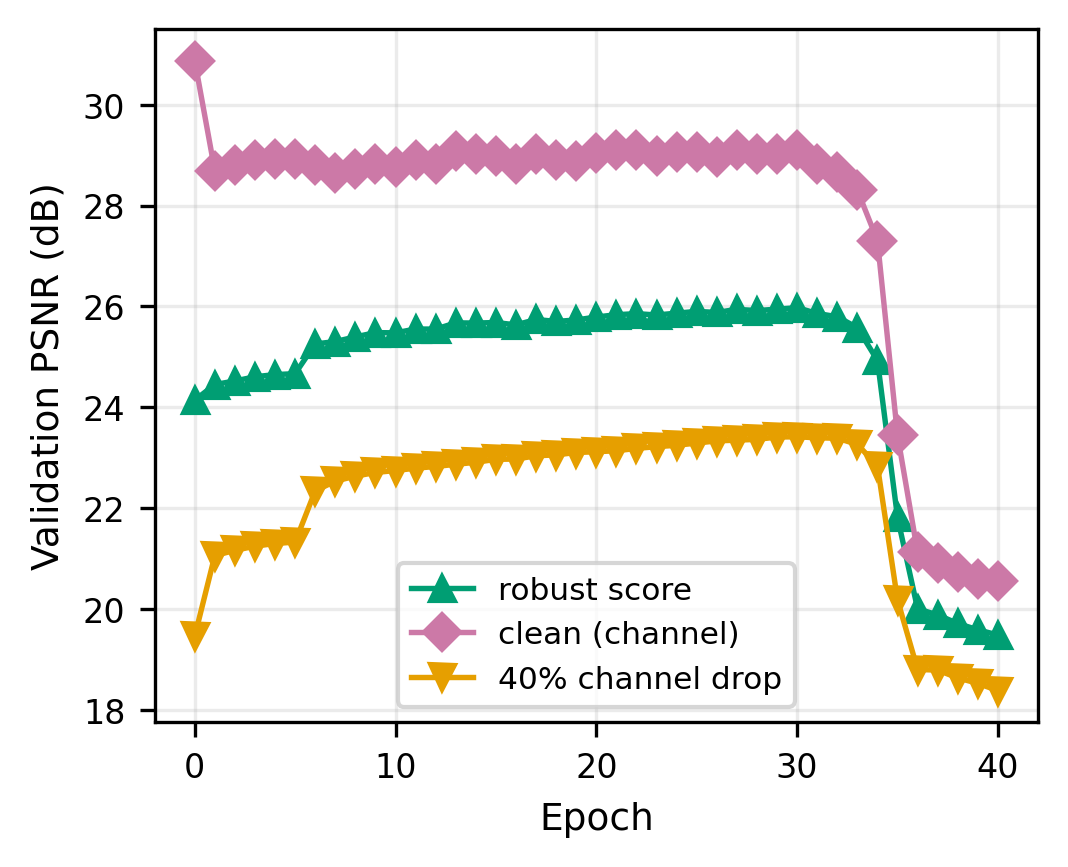 Validation PSNR (dB)
30
28
26
24
22
20
18
robust score
clean (channel)
40% channel drop
0 10 20 30 40
Epoch